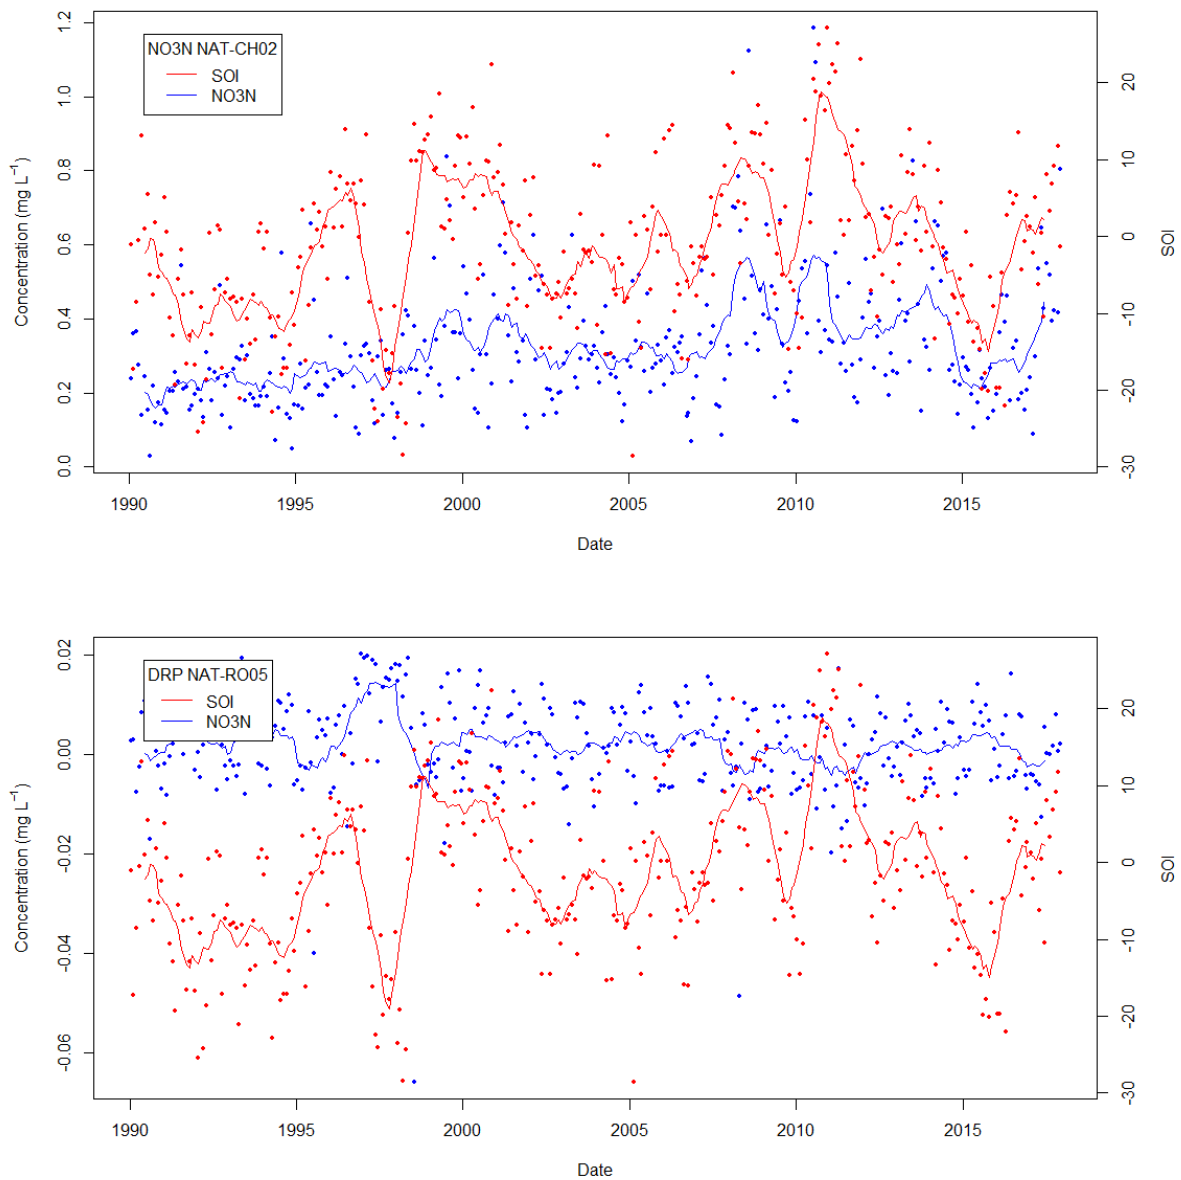 NO3N NAT-CH02
SOI
NO3N
1.2
1.0
0.8
0.6
0.4
0.2
0.0
Concentration (mg L⁻¹)
20
10
0
-10
-20
-30
SOI
1990 1995 2000 2005 2010 2015
Date
DRP NAT-RO05
SOI
NO3N
0.02
0.00
-0.02
-0.04
-0.06
Concentration (mg L⁻¹)
20
10
0
-10
-20
-30
SOI
1990 1995 2000 2005 2010 2015
Date